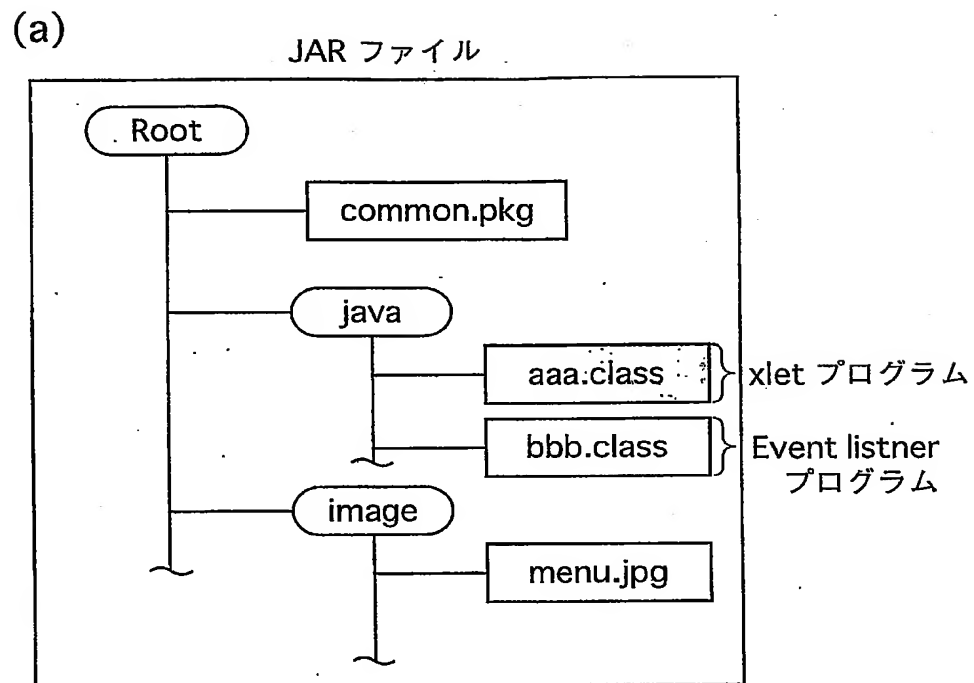 (a)
JAR ファイル
Root
common.pkg
java
aaa.class
xlet プログラム
bbb.class
Event listner
プログラム
image
menu.jpg